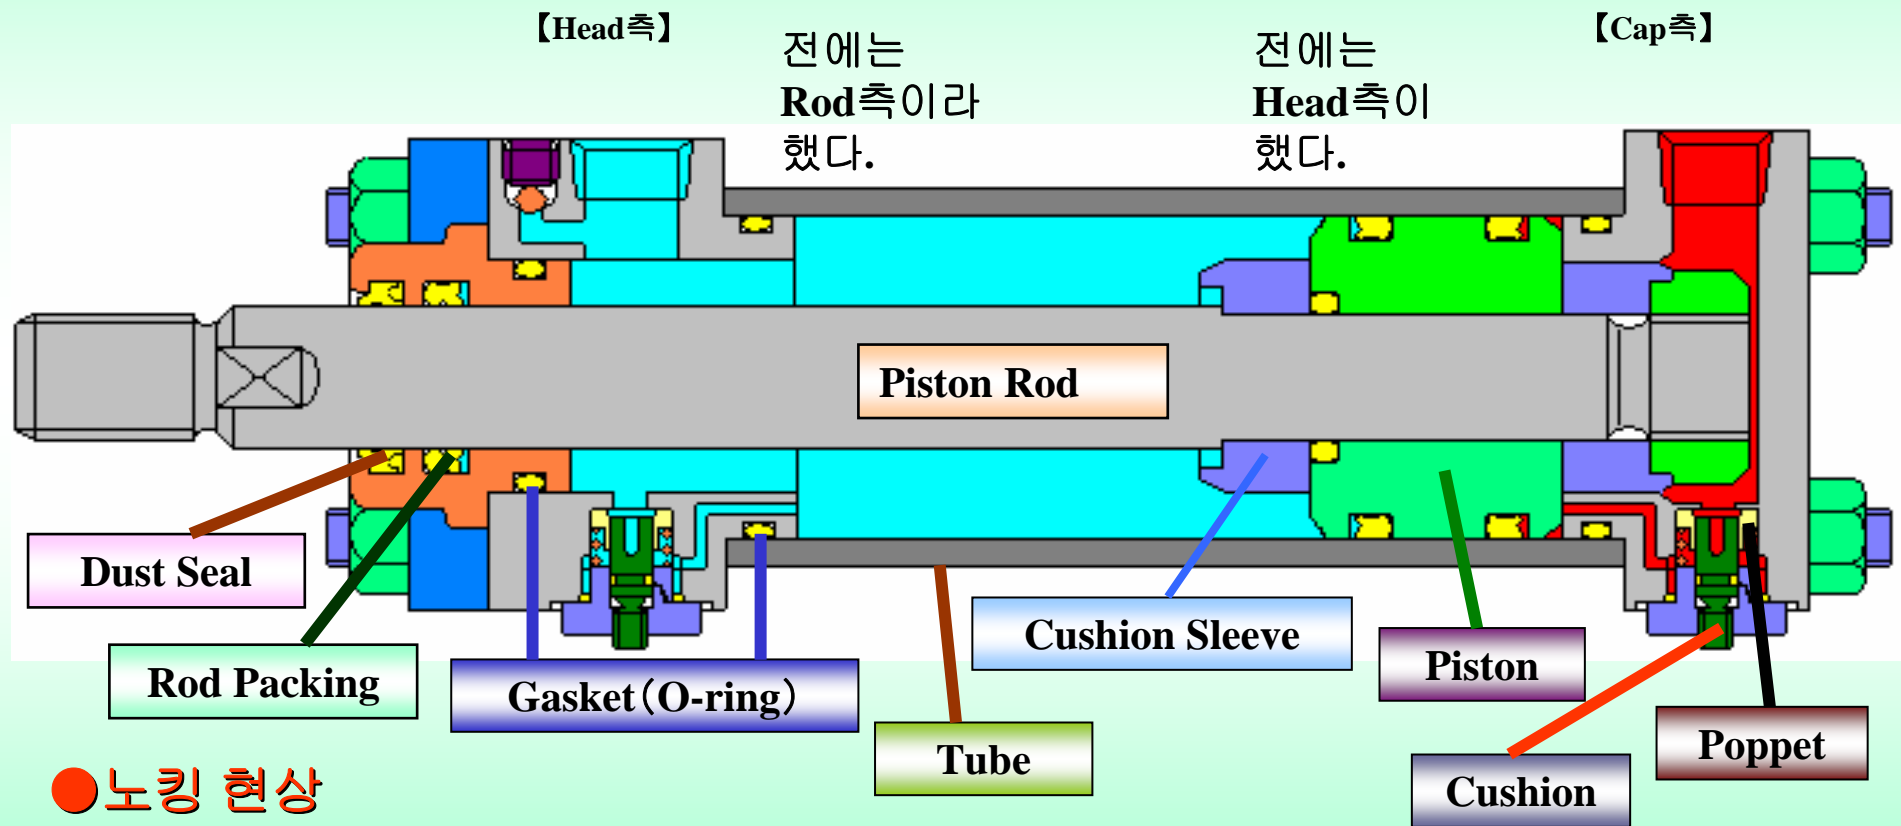 【Head측】
【Cap측】
전에는
Rod측이라
했다.
전에는
Head측이
했다.
Piston Rod
Dust Seal
Rod Packing
Gasket(O-ring)
Tube
Cushion Sleeve
Piston
Cushion
Poppet
●노킹 현상